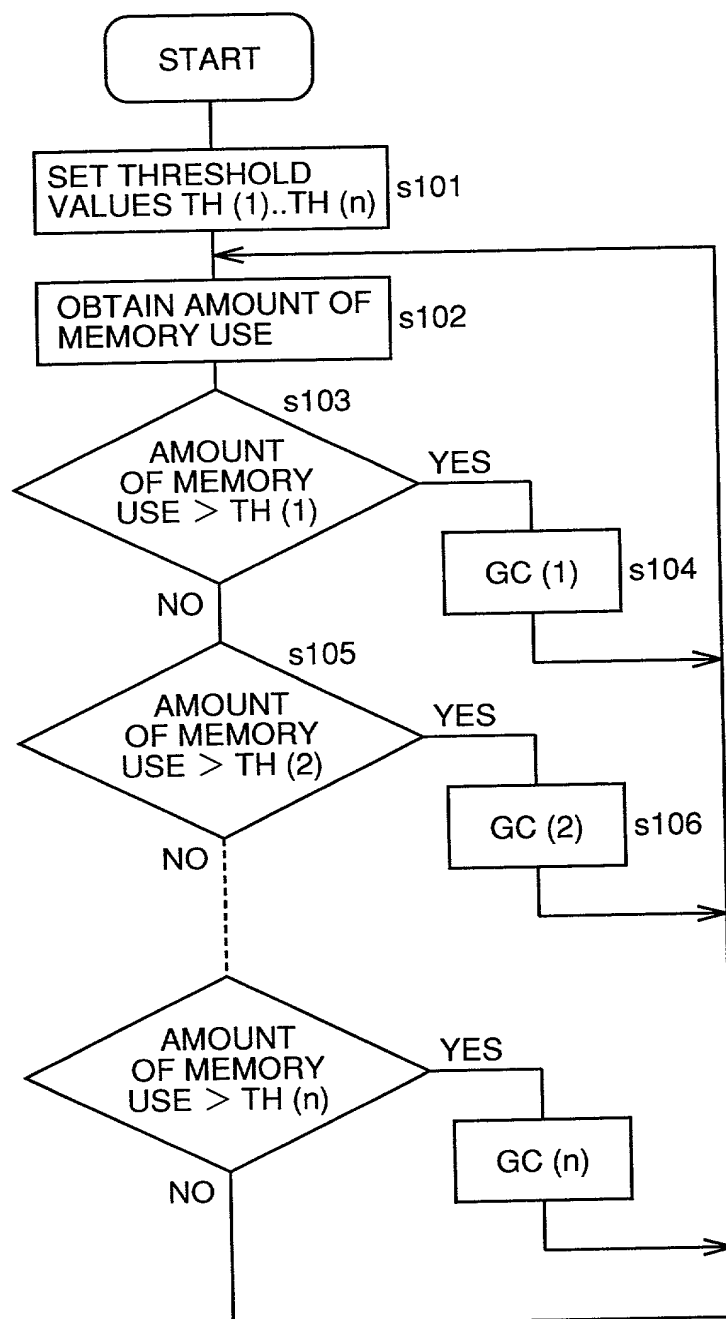 START
SET THRESHOLD
VALUES TH (1)..TH (n)
s101
OBTAIN AMOUNT OF
MEMORY USE
s102
s103
AMOUNT
OF MEMORY
USE > TH (1)
YES
GC (1)
s104
NO
s105
AMOUNT
OF MEMORY
USE > TH (2)
YES
GC (2)
s106
NO
AMOUNT
OF MEMORY
USE > TH (n)
YES
GC (n)
NO